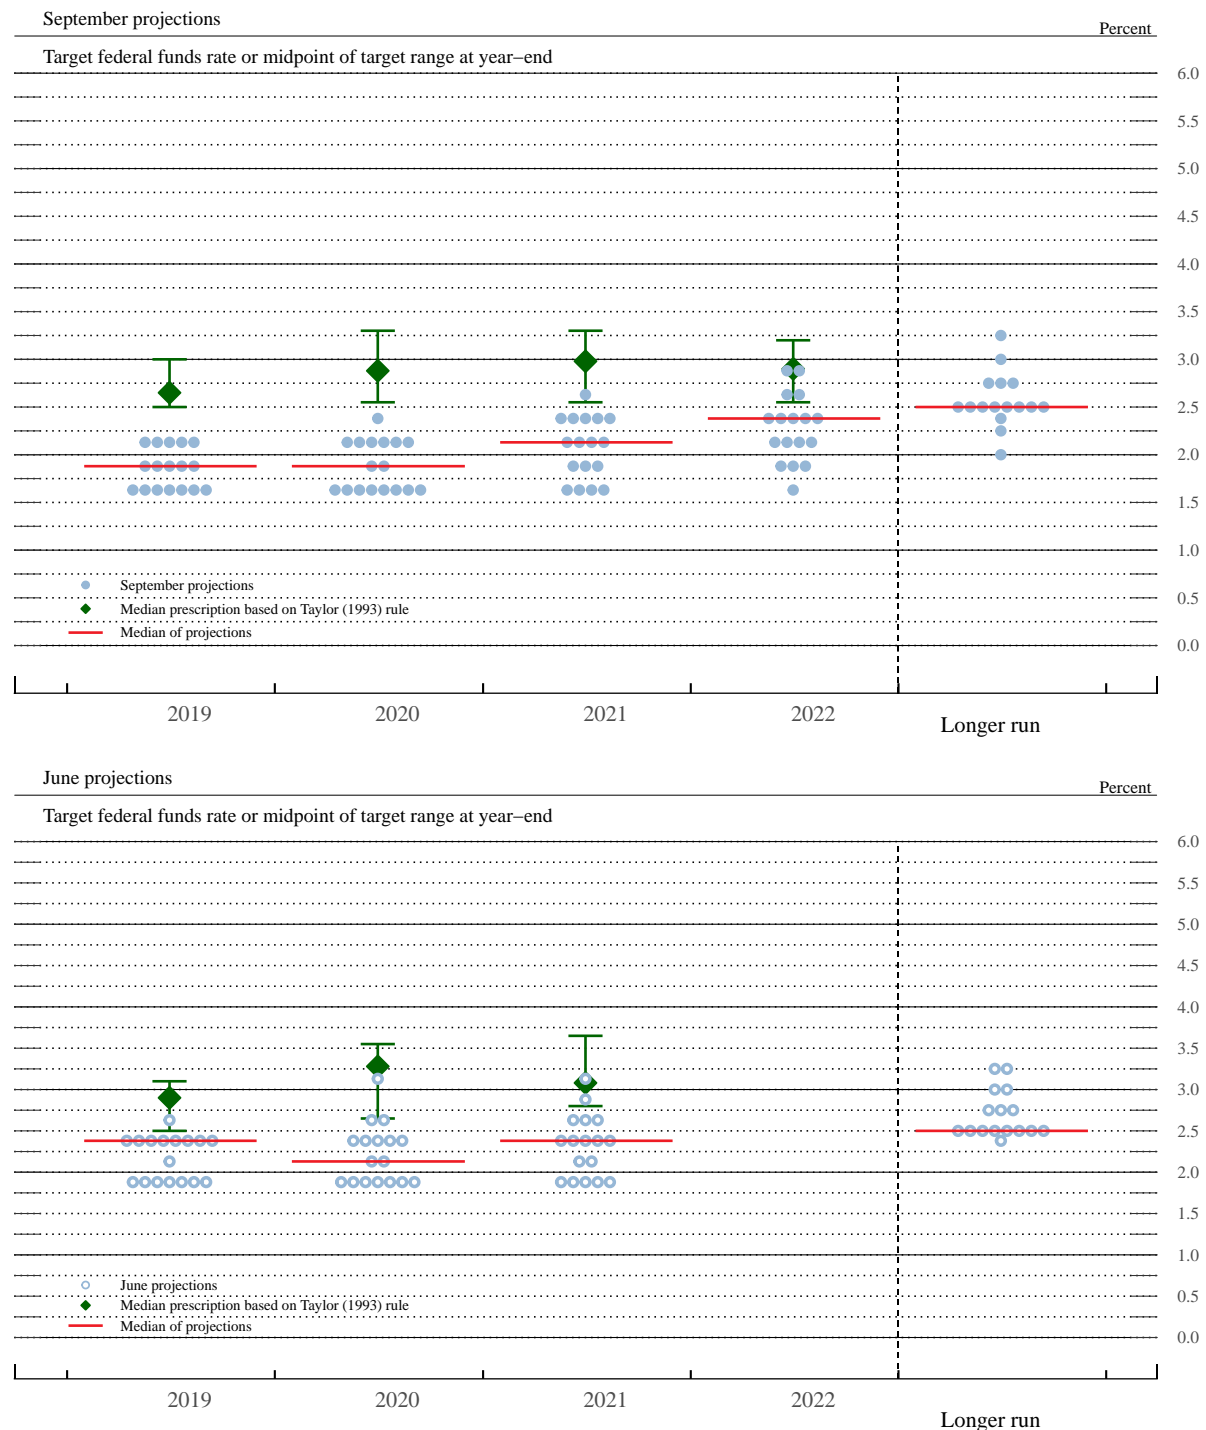 September projections
Percent
Target federal funds rate or midpoint of target range at year−end
6.0
5.5
5.0
4.5
4.0
3.5
3.0
2.5
2.0
1.5
1.0
0.5
0.0
September projections
Median prescription based on Taylor (1993) rule
Median of projections
2019 2020 2021 2022 Longer run
June projections
Percent
Target federal funds rate or midpoint of target range at year−end
6.0
5.5
5.0
4.5
4.0
3.5
3.0
2.5
2.0
1.5
1.0
0.5
0.0
June projections
Median prescription based on Taylor (1993) rule
Median of projections
2019 2020 2021 2022 Longer run